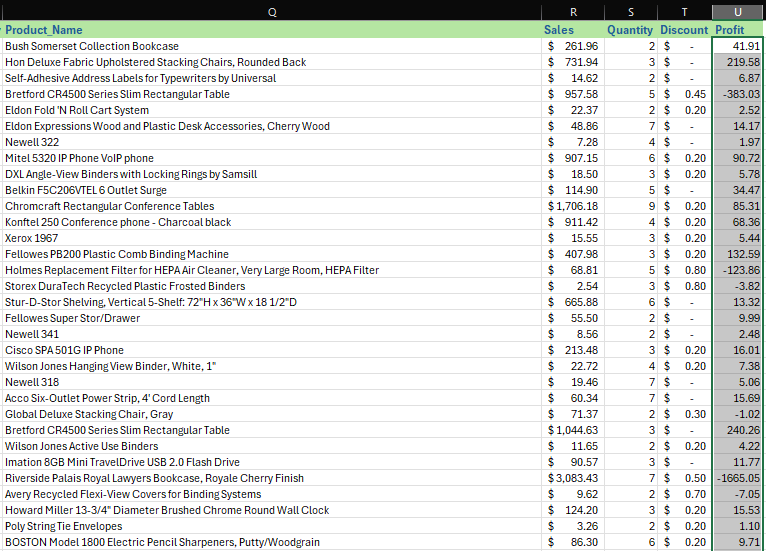 Q R S T U
Product_Name Sales Quantity Discount Profit
Bush Somerset Collection Bookcase $ 261.96 2 $ - 41.91
Hon Deluxe Fabric Upholstered Stacking Chairs, Rounded Back $ 731.94 3 $ - 219.58
Self-Adhesive Address Labels for Typewriters by Universal $ 14.62 2 $ - 6.87
Bretford CR4500 Series Slim Rectangular Table $ 957.58 5 $ 0.45 -383.03
Eldon Fold 'N Roll Cart System $ 22.37 2 $ 0.20 2.52
Eldon Expressions Wood and Plastic Desk Accessories, Cherry Wood $ 48.86 7 $ - 14.17
Newell 322 $ 7.28 4 $ - 1.97
Mitel 5320 IP Phone VoIP phone $ 907.15 6 $ 0.20 90.72
DXL Angle-View Binders with Locking Rings by Samsill $ 18.50 3 $ 0.20 5.78
Belkin F5C206VTEL 6 Outlet Surge $ 114.90 5 $ - 34.47
Chromcraft Rectangular Conference Tables $ 1,706.18 9 $ 0.20 85.31
Konftel 250 Conference phone - Charcoal black $ 911.42 4 $ 0.20 68.36
Xerox 1967 $ 15.55 3 $ 0.20 5.44
Fellowes PB200 Plastic Comb Binding Machine $ 407.98 3 $ 0.20 132.59
Holmes Replacement Filter for HEPA Air Cleaner, Very Large Room, HEPA Filter $ 68.81 5 $ 0.80 -123.86
Storex DuraTech Recycled Plastic Frosted Binders $ 2.54 3 $ 0.80 -3.82
Stur-D-Stor Shelving, Vertical 5-Shelf: 72"H x 36"W x 18 1/2"D $ 665.88 6 $ - 13.32
Fellowes Super Stor/Drawer $ 55.50 2 $ - 9.99
Newell 341 $ 8.56 2 $ - 2.48
Cisco SPA 501G IP Phone $ 213.48 3 $ 0.20 16.01
Wilson Jones Hanging View Binder, White, 1" $ 22.72 4 $ 0.20 7.38
Newell 318 $ 19.46 7 $ - 5.06
Acco Six-Outlet Power Strip, 4' Cord Length $ 60.34 7 $ - 15.69
Global Deluxe Stacking Chair, Gray $ 71.37 2 $ 0.30 -1.02
Bretford CR4500 Series Slim Rectangular Table $ 1,044.63 3 $ - 240.26
Wilson Jones Active Use Binders $ 11.65 2 $ 0.20 4.22
Imation 8GB Mini TravelDrive USB 2.0 Flash Drive $ 90.57 3 $ - 11.77
Riverside Palais Royal Lawyers Bookcase, Royale Cherry Finish $ 3,083.43 7 $ 0.50 -1665.05
Avery Recycled Flexi-View Covers for Binding Systems $ 9.62 2 $ 0.70 -7.05
Howard Miller 13-3/4" Diameter Brushed Chrome Round Wall Clock $ 124.20 3 $ 0.20 15.53
Poly String Tie Envelopes $ 3.26 2 $ 0.20 1.10
BOSTON Model 1800 Electric Pencil Sharpeners, Putty/Woodgrain $ 86.30 6 $ 0.20 9.71